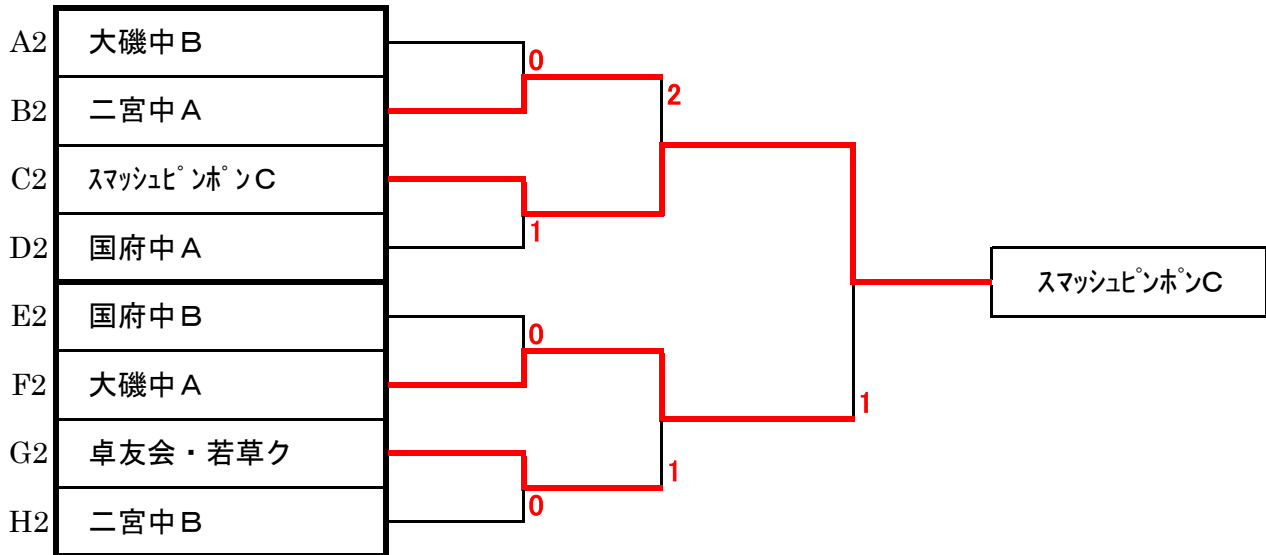 A2 大磯中B
0
B2 二宮中A
2
C2 ｽﾏｯｼｭﾋﾟﾝﾎﾟﾝC
1
D2 国府中A
ｽﾏｯｼｭﾋﾟﾝﾎﾟﾝC
E2 国府中B
0
F2 大磯中A
1
G2 卓友会・若草ク
1
0
H2 二宮中B